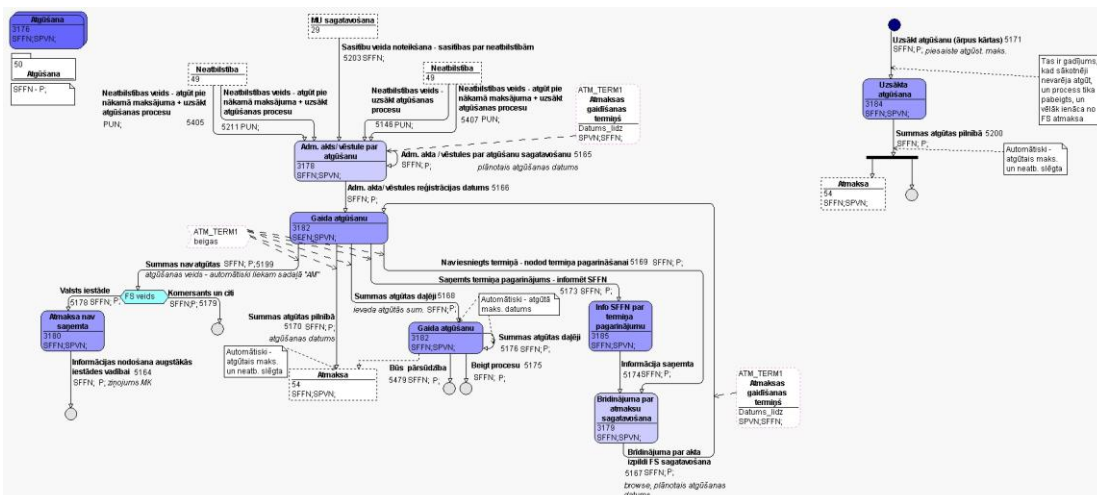 Atgūšana
3176
SFFN;SPVN;
50
Atgūšana
SFFN - P;
MU sagatavošana
29
Saistību veida noteikšana - saistības par neatbilstībām
5203 SFFN;
Neatbilstība
49
Neatbilstība
49
Neatbilstības veids - atgūt pie
nākamā maksājuma + uzsākt
atgūšanas procesu
PUN;
5405
Neatbilstības veids - atgūt pie
nākamā maksājuma + uzsākt
atgūšanas procesu
5211 PUN;
Neatbilstības veids -
uzsākt atgūšanas
procesu
5146 PUN;
Neatbilstības veids - atgūt pie
nākamā maksājuma + uzsākt
atgūšanas procesu
5407 PUN;
ATM_TERM1
Atmaksas
gaidīšanas
termiņš
Datums_lidz
SPVN;SFFN;
Adm. akts/vēstule par
atgūšanu
3178
SFFN;SPVN;
Adm. akta/vēstules par atgūšanu sagatavošanu 5165
SFFN; P;
plānotais atgūšanas datums
Adm. akta/vēstules reģistrācijas datums 5166
SFFN; P;
Gaida atgūšanu
3182
SFFN;SPVN;
ATM_TERM1
beigas
Summas nav atgūtas SFFN; P; 5199
atgūšanas veids - automātiski liekam sadaļā "AM"
Valsts iestāde
5178 SFFN; P;
FS veids
Komersants un citi
SFFN;P; 5179
Atmaksa nav
saņemta
3180
SFFN;SPVN;
Informācijas nodošana augstākās
iestādes vadībai 5164
SFFN; P; ziņojums MK
Summas atgūtas pilnībā
5170 SFFN; P;
atgūšanas datums
Automātiski -
atgūtais maks.
un neatb. slēgta
Atmaksa
54
SFFN;SPVN;
Summas atgūtas daļēji 5168
Ievada atgūtās sum. SFFN; P;
Automātiski - atgūtā
maks. datums
Gaida atgūšanu
3182
SFFN;SPVN;
Summas atgūtas daļēji
5176 SFFN; P;
Būs pārsūdzība
5479 SFFN; P;
Beigt procesu 5175
SFFN; P;
Naviesniegts termiņā - nodod termiņa pagarināšanai 5169 SFFN; P;
Saņemts termiņa pagarinājums - informēt SFFN
5173 SFFN; P;
Info SFFN par
termiņa
pagarinājumu
3185
SFFN;SPVN;
Informācija saņemta
5174 SFFN; P;
Brīdinājuma par
atmaksu
sagatavošana
3179
SFFN;SPVN;
ATM_TERM1
Atmaksas
gaidīšanas
termiņš
Datums_lidz
SPVN;SFFN;
Brīdinājuma par akta
izpildi FS sagatavošana
5167 SFFN; P;
browse, plānotais atgūšanas
datums
Uzsākt atgūšanu (ārpus kārtas) 5171
SFFN; P; piesaiste atgūst. maks.
Tas ir gadījums,
kad sākotnēji
nevarēja atgūt,
un process tika
pabeigts, un
vēlāk ienāca no
FS atmaksa
Uzsākta
atgūšana
3184
SFFN;SPVN;
Summas atgūtas pilnībā 5200
SFFN; P;
Automātiski -
atgūtais maks.
un neatb. slēgta
Atmaksa
54
SFFN;SPVN;